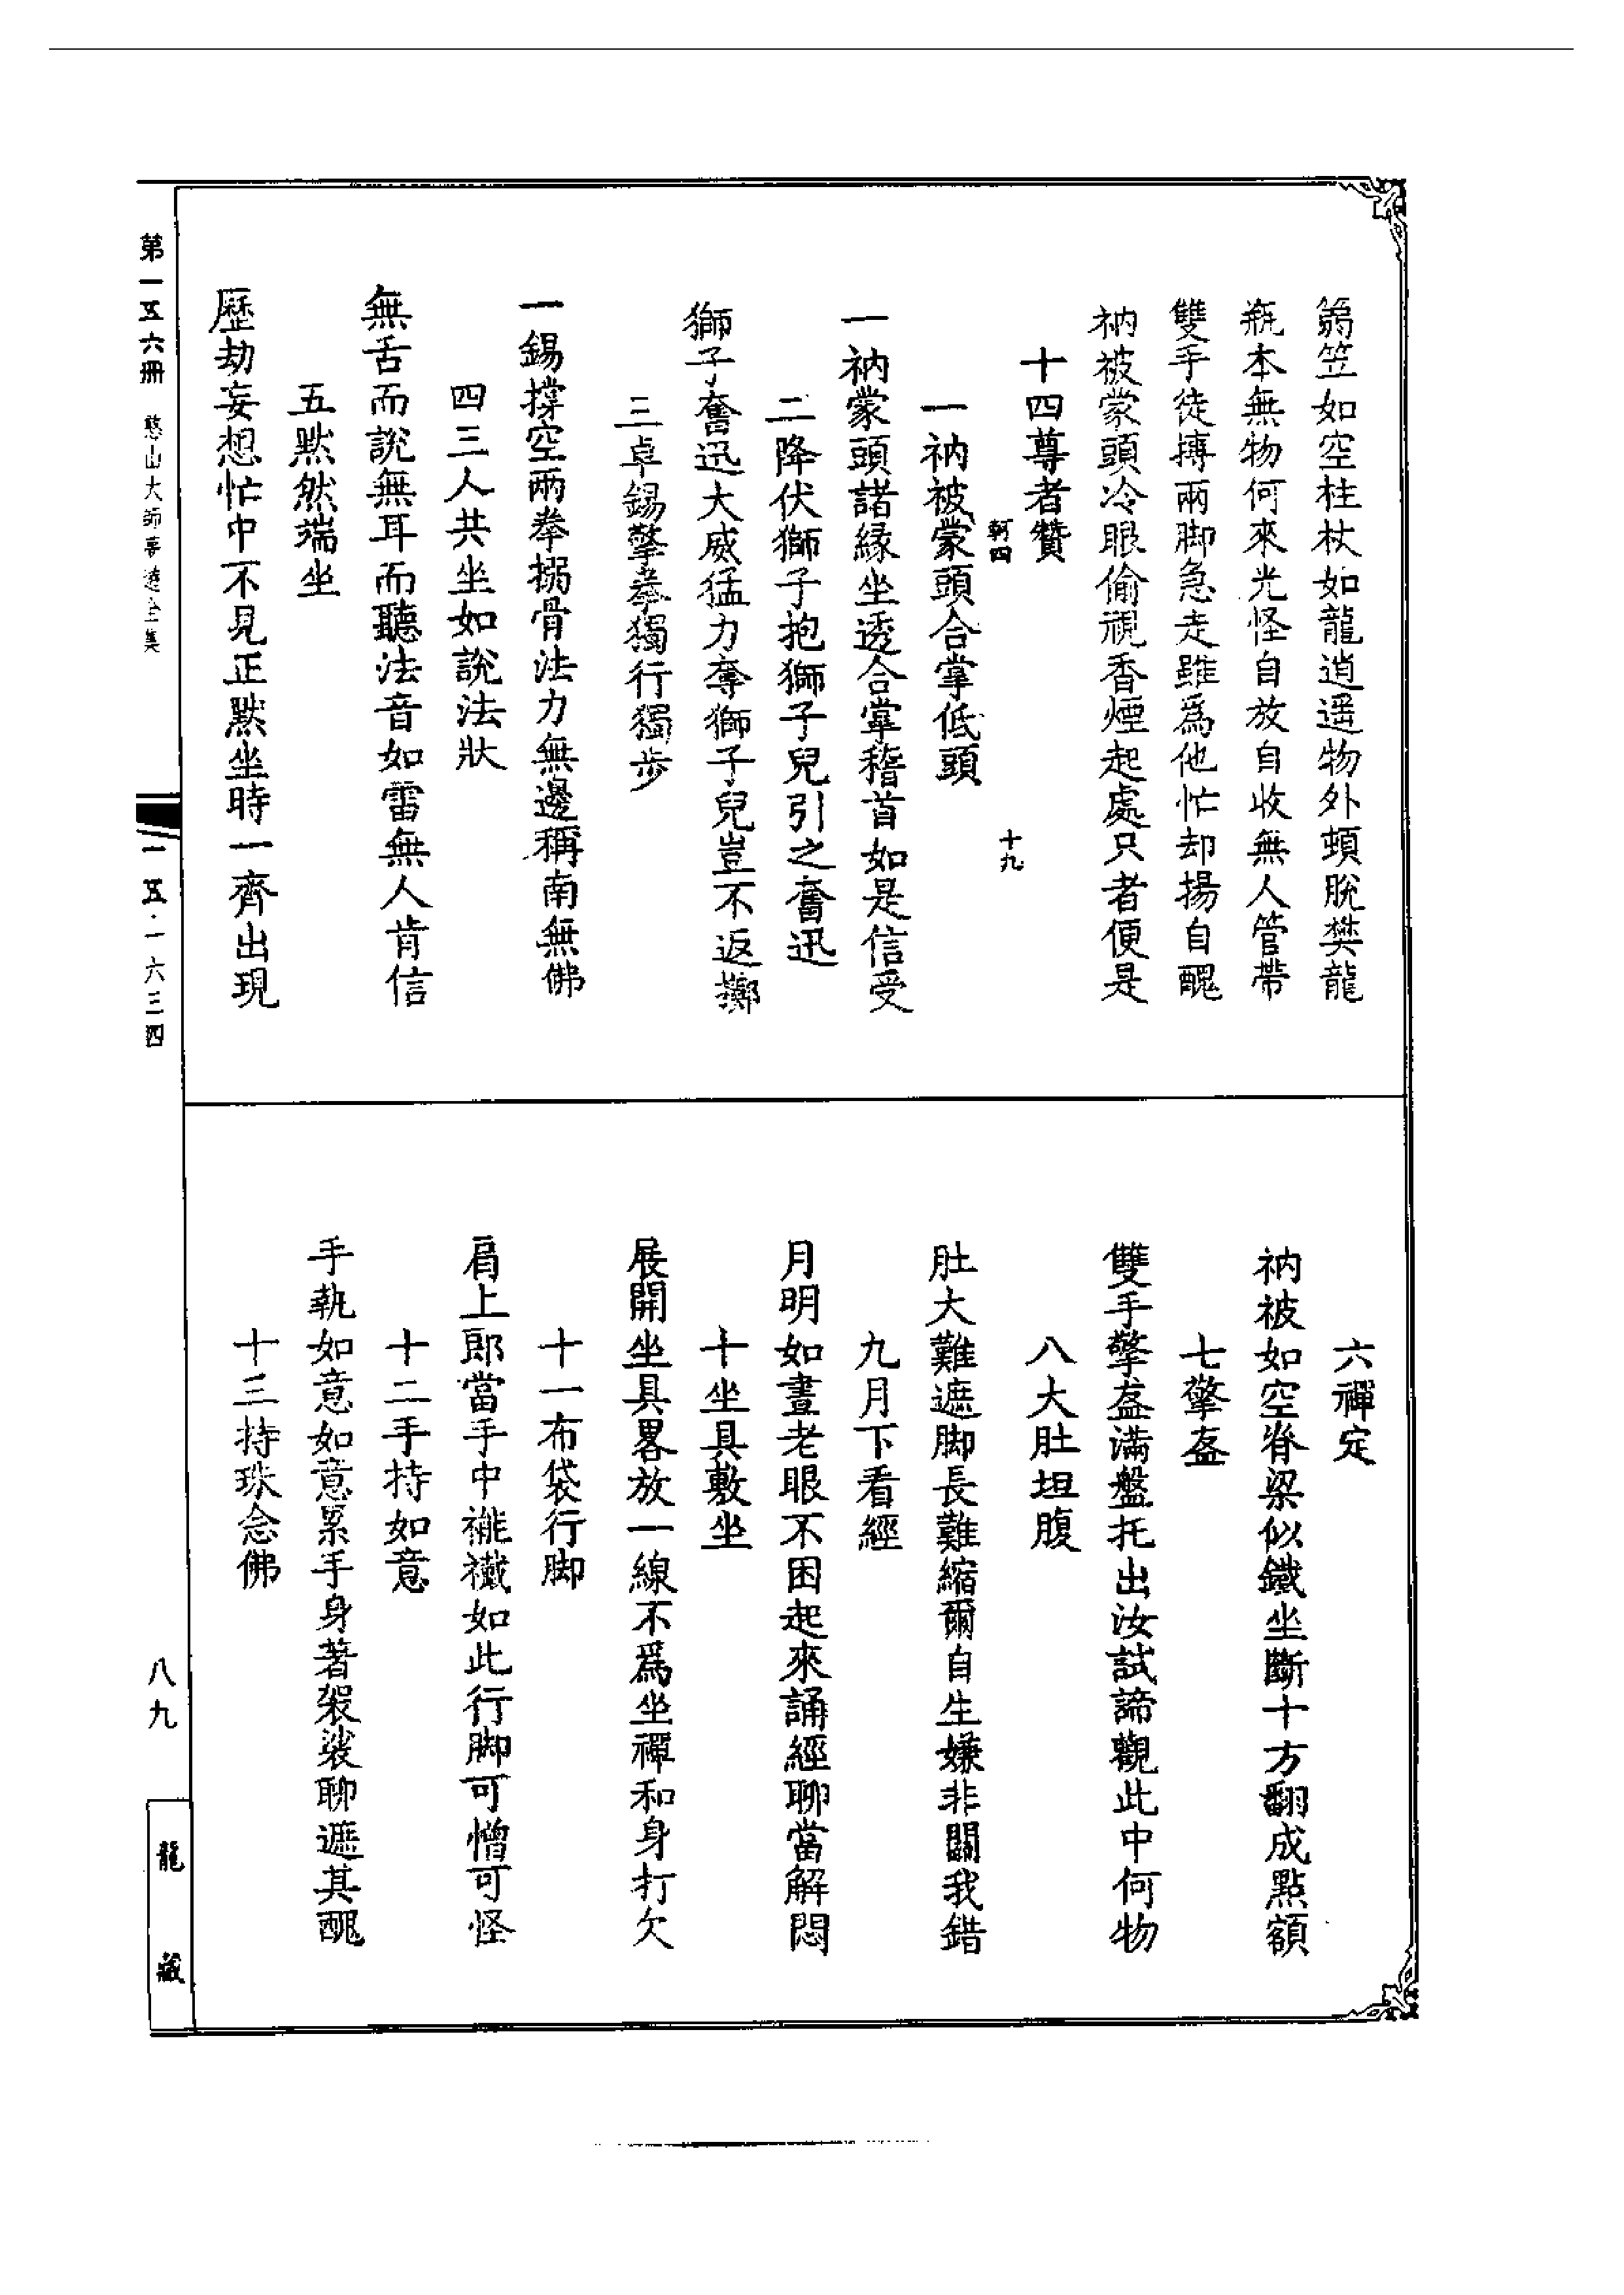 篛笠如空柱杖如龍逍遥物外頓脫樊龍
瓶本無物何來光怪自放自收無人管帶
雙手徒搏兩脚急走雖爲他忙却揚自醜
衲被蒙頭冷眼偷視香煙起處只者便是
十四尊者贊
軻四 十九
一衲被蒙頭合掌低頭
一衲蒙頭諸緣坐透合掌稽首如是信受
二降伏獅子抱獅子兒引之奮迅
獅子奮迅大威猛力奪獅子兒豈不返擲
三卓錫擎拳獨行獨步
一錫撐空兩拳搦骨法力無邊稱南無佛
四三人共坐如說法狀
無舌而說無耳而聽法音如雷無人肯信
五默然端坐
歷劫妄想忙中不見正默坐時一齊出現
六禪定
衲被如空脊梁似鐵坐斷十方翻成點額
七擎盋
雙手擎盋滿盤托出汝試諦觀此中何物
八大肚坦腹
肚大難遮脚長難縮爾自生嫌非關我錯
九月下看經
月明如晝老眼不困起來誦經聊當解悶
十坐具敷坐
展開坐具畧放一線不爲坐禪和身打欠
十一布袋行脚
肩上郎當手中褦襶如此行脚可憎可怪
十二手持如意
手執如意如意累手身著袈裟聊遮其醜
十三持珠念佛
第一五六册 憨山大師夢遊全集
一五·一六三四
八九
龍藏